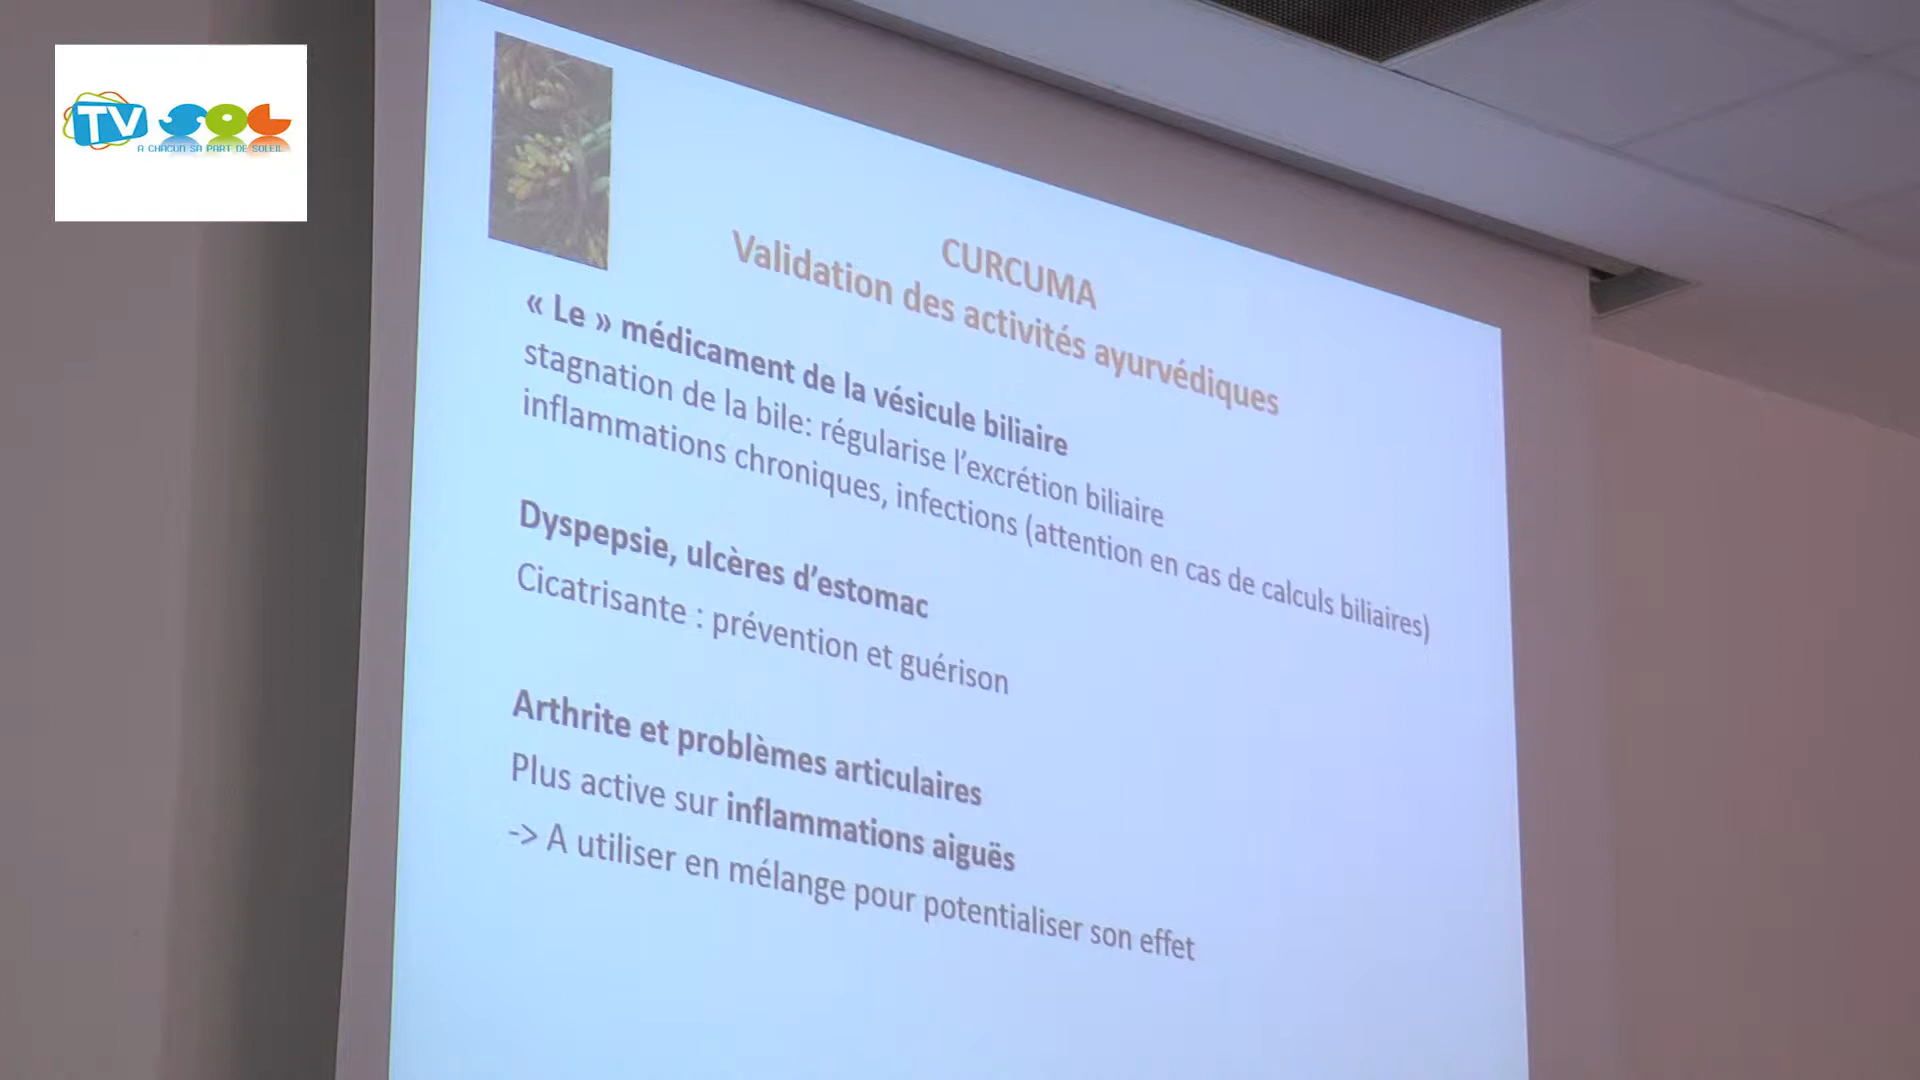 TV SOL
A CHACUN SA PART DE SOLEIL
CURCUMA
Validation des activités ayurvédiques
« Le » médicament de la vésicule biliaire
stagnation de la bile: régularise l’excrétion biliaire
inflammations chroniques, infections (attention en cas de calculs biliaires)
Dyspepsie, ulcères d’estomac
Cicatrisante : prévention et guérison
Arthrite et problèmes articulaires
Plus active sur inflammations aiguës
-> A utiliser en mélange pour potentialiser son effet